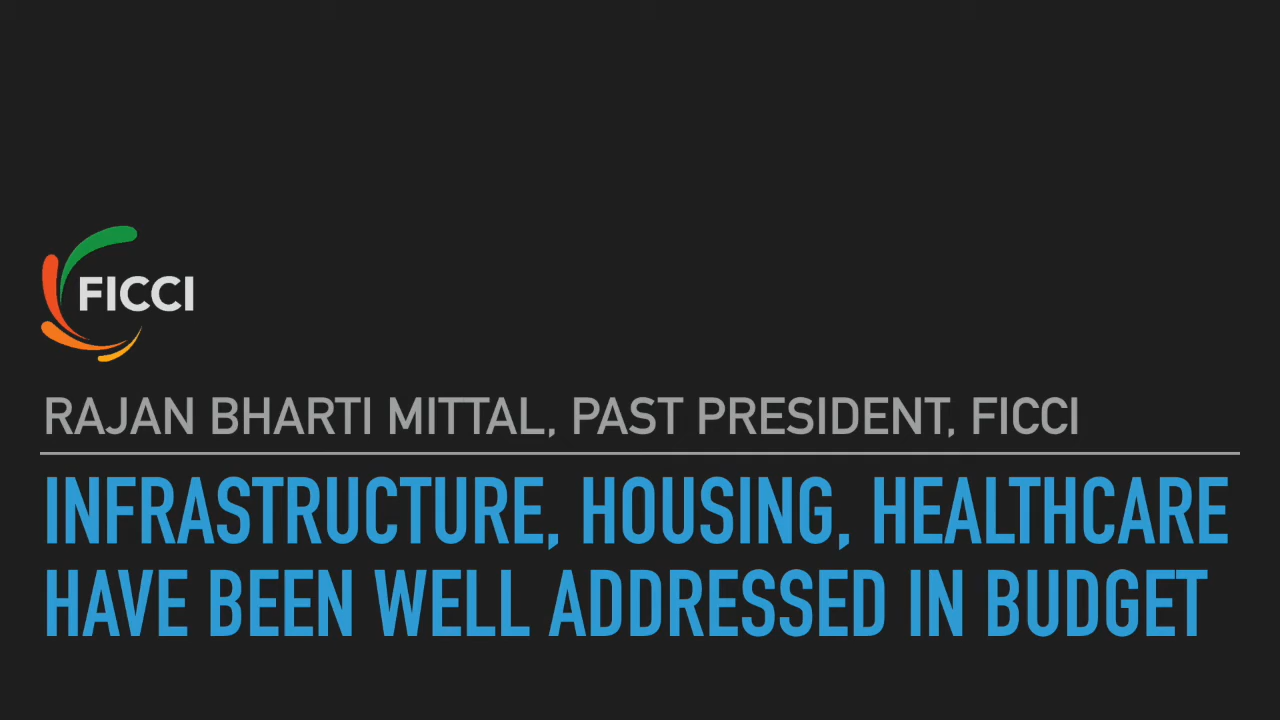 FICCI
RAJAN BHARTI MITTAL, PAST PRESIDENT, FICCI
INFRASTRUCTURE, HOUSING, HEALTHCARE
HAVE BEEN WELL ADDRESSED IN BUDGET